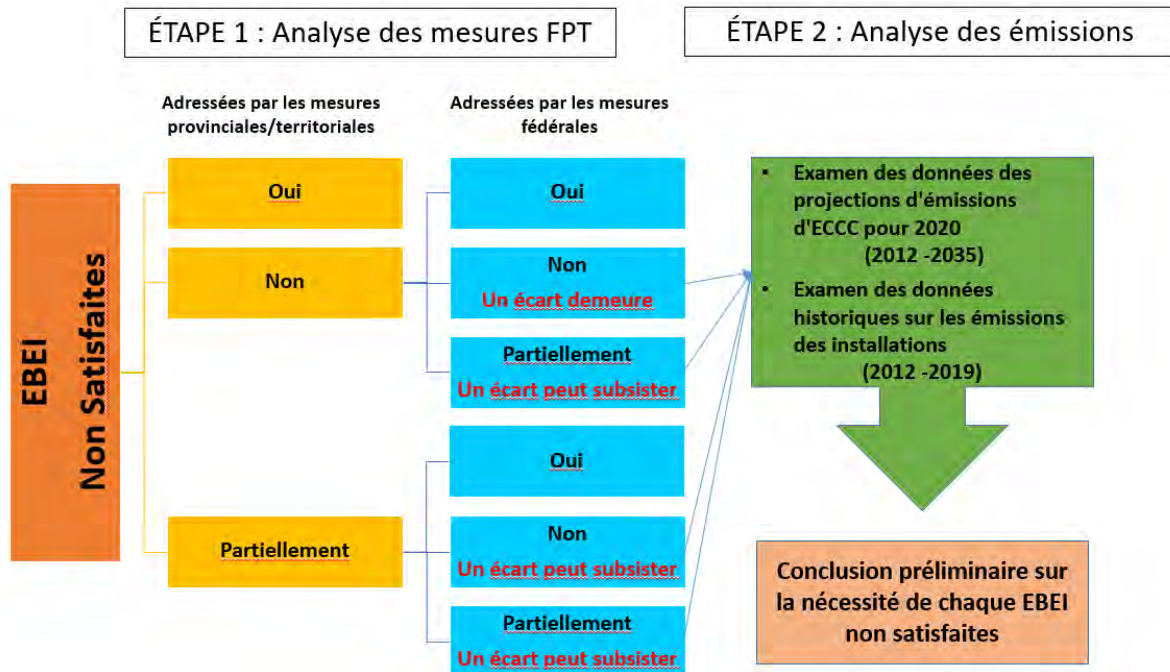 ÉTAPE 1 : Analyse des mesures FPT
ÉTAPE 2 : Analyse des émissions
Adressées par les mesures
provinciales/territoriales
Adressées par les mesures
fédérales
EBEI
Non Satisfaites
Oui
Non
Partiellement
Oui
Non
Un écart demeure
Partiellement
Un écart peut subsister
Oui
Non
Un écart peut subsister
Partiellement
Un écart peut subsister
• Examen des données des
projections d'émissions
d'ECCC pour 2020
(2012 -2035)
• Examen des données
historiques sur les émissions
des installations
(2012 -2019)
Conclusion préliminaire sur
la nécessité de chaque EBEI
non satisfaites